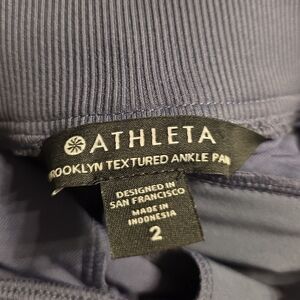 ATHLETA
ROOKLYN TEXTURED ANKLE PAN
DESIGNED IN
SAN FRANCISCO
MADE IN
INDONESIA
2